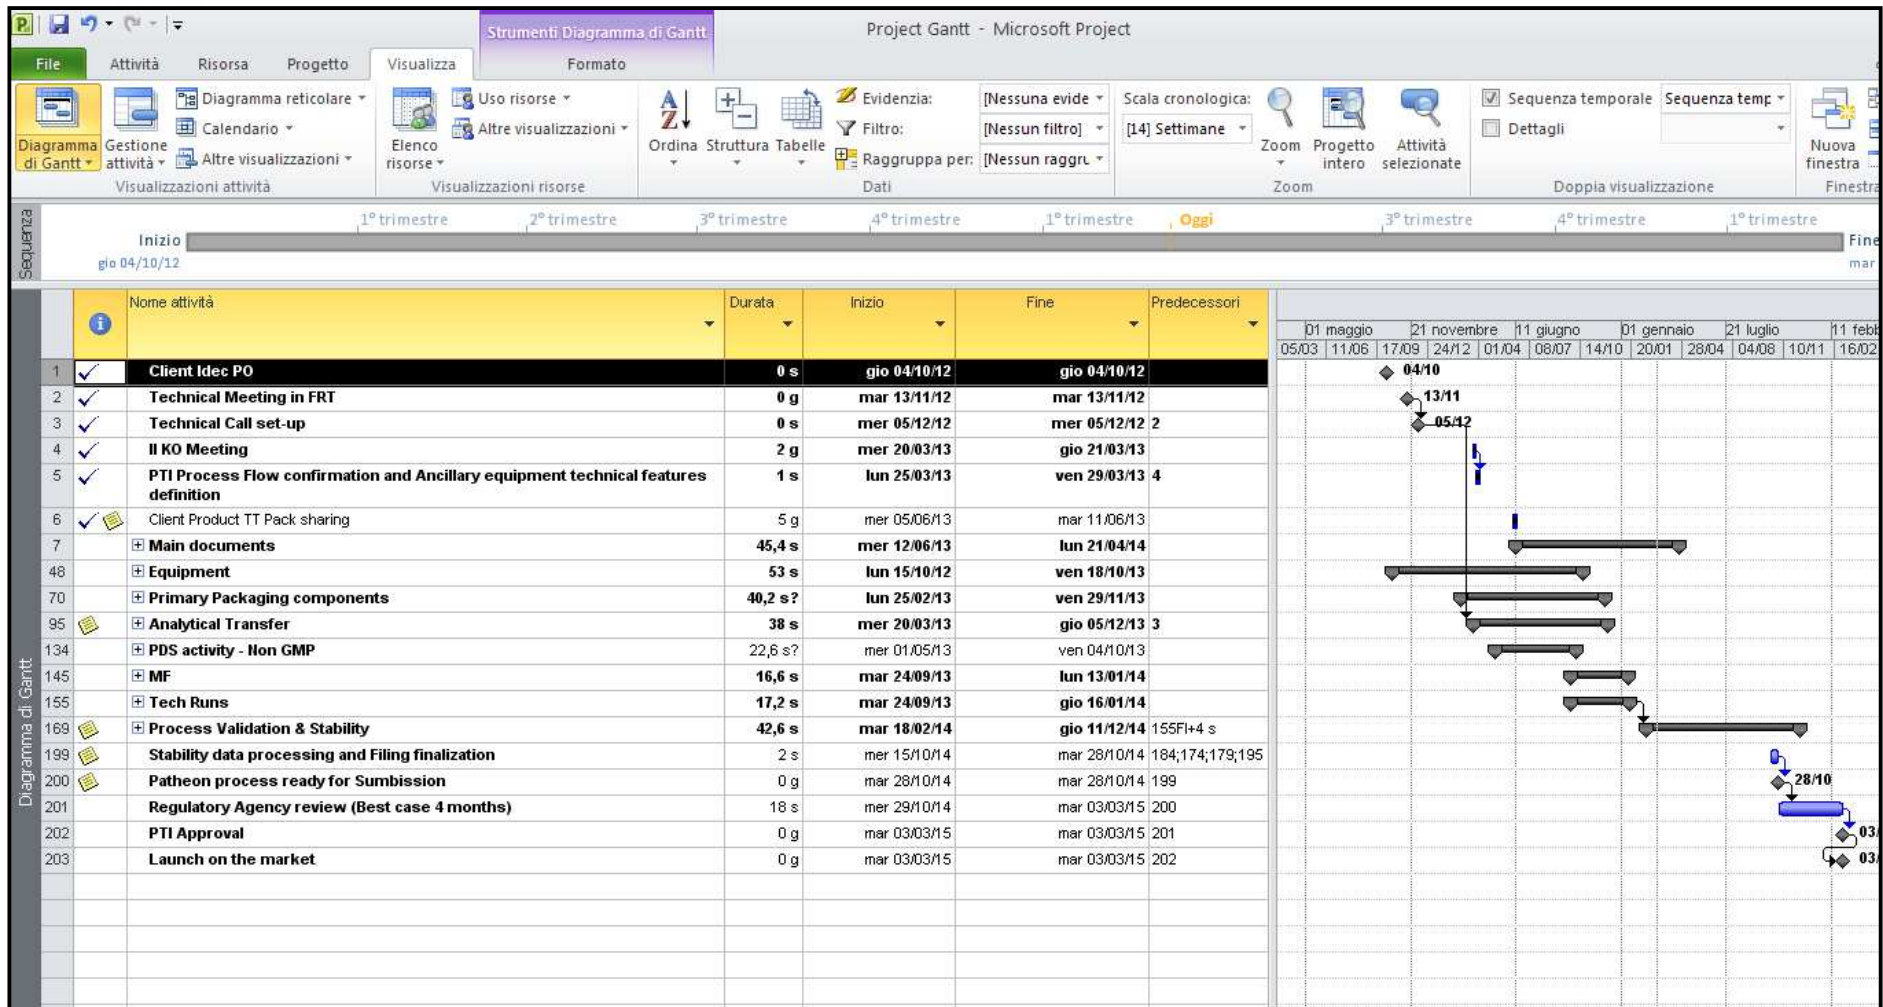 Strumenti Diagramma di Gantt
Project Gantt - Microsoft Project
File Attività Risorsa Progetto Visualizza Formato
Diagramma di Gantt
Gestione attività
Diagramma reticolare
Calendario
Altre visualizzazioni
Visualizzazioni attività
Elenco risorse
Uso risorse
Altre visualizzazioni
Visualizzazioni risorse
Ordina Struttura Tabelle
Evidenzia: [Nessuna evide
Filtro: [Nessun filtro]
Raggruppa per: [Nessun raggru
Dati
Scala cronologica:
[14] Settimane
Zoom
Progetto intero
Attività selezionate
Zoom
Sequenza temporale Sequenza temp
Dettagli
Doppia visualizzazione
Nuova finestra
Finestra
Sequenza
1° trimestre 2° trimestre 3° trimestre 4° trimestre 1° trimestre Oggi 3° trimestre 4° trimestre 1° trimestre
Inizio
gio 04/10/12
Fine
mar
Diagramma di Gantt
Nome attività Durata Inizio Fine Predecessori
01 maggio 21 novembre 11 giugno 01 gennaio 21 luglio 11 febb
05/03 11/06 17/09 24/12 01/04 08/07 14/10 20/01 28/04 04/08 10/11 16/02
1 Client Idec PO 0 s gio 04/10/12 gio 04/10/12 04/10
2 Technical Meeting in FRT 0 g mar 13/11/12 mar 13/11/12 13/11
3 Technical Call set-up 0 s mer 05/12/12 mer 05/12/12 2 05/12
4 II KO Meeting 2 g mer 20/03/13 gio 21/03/13
5 PTI Process Flow confirmation and Ancillary equipment technical features 1 s lun 25/03/13 ven 29/03/13 4
definition
6 Client Product TT Pack sharing 5 g mer 05/06/13 mar 11/06/13
7 Main documents 45,4 s mer 12/06/13 lun 21/04/14
48 Equipment 53 s lun 15/10/12 ven 18/10/13
70 Primary Packaging components 40,2 s? lun 25/02/13 ven 29/11/13
95 Analytical Transfer 38 s mer 20/03/13 gio 05/12/13 3
134 PDS activity - Non GMP 22,6 s? mer 01/05/13 ven 04/10/13
145 MF 16,6 s mar 24/09/13 lun 13/01/14
155 Tech Runs 17,2 s mar 24/09/13 gio 16/01/14
169 Process Validation & Stability 42,6 s mar 18/02/14 gio 11/12/14 155FI+4 s
199 Stability data processing and Filing finalization 2 s mer 15/10/14 mar 28/10/14 184;174;179;195
200 Patheon process ready for Sumbission 0 g mar 28/10/14 mar 28/10/14 199 28/10
201 Regulatory Agency review (Best case 4 months) 18 s mer 29/10/14 mar 03/03/15 200
202 PTI Approval 0 g mar 03/03/15 mar 03/03/15 201 03/
203 Launch on the market 0 g mar 03/03/15 mar 03/03/15 202 03/